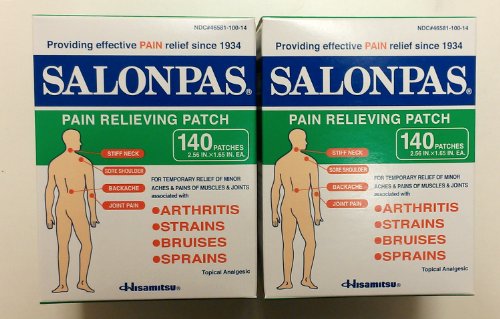 NDC#46581-100-14
Providing effective PAIN relief since 1934
SALONPAS®
PAIN RELIEVING PATCH
140 PATCHES
2.56 IN.×1.65 IN. EA.
STIFF NECK
SORE SHOULDER
BACKACHE
JOINT PAIN
FOR TEMPORARY RELIEF OF MINOR
ACHES & PAINS OF MUSCLES & JOINTS
associated with
•ARTHRITIS
•STRAINS
•BRUISES
•SPRAINS
Topical Analgesic
Hisamitsu®
NDC#46581-100-14
Providing effective PAIN relief since 1934
SALONPAS®
PAIN RELIEVING PATCH
140 PATCHES
2.56 IN.×1.65 IN. EA.
STIFF NECK
SORE SHOULDER
BACKACHE
JOINT PAIN
FOR TEMPORARY RELIEF OF MINOR
ACHES & PAINS OF MUSCLES & JOINTS
associated with
•ARTHRITIS
•STRAINS
•BRUISES
•SPRAINS
Topical Analgesic
Hisamitsu®